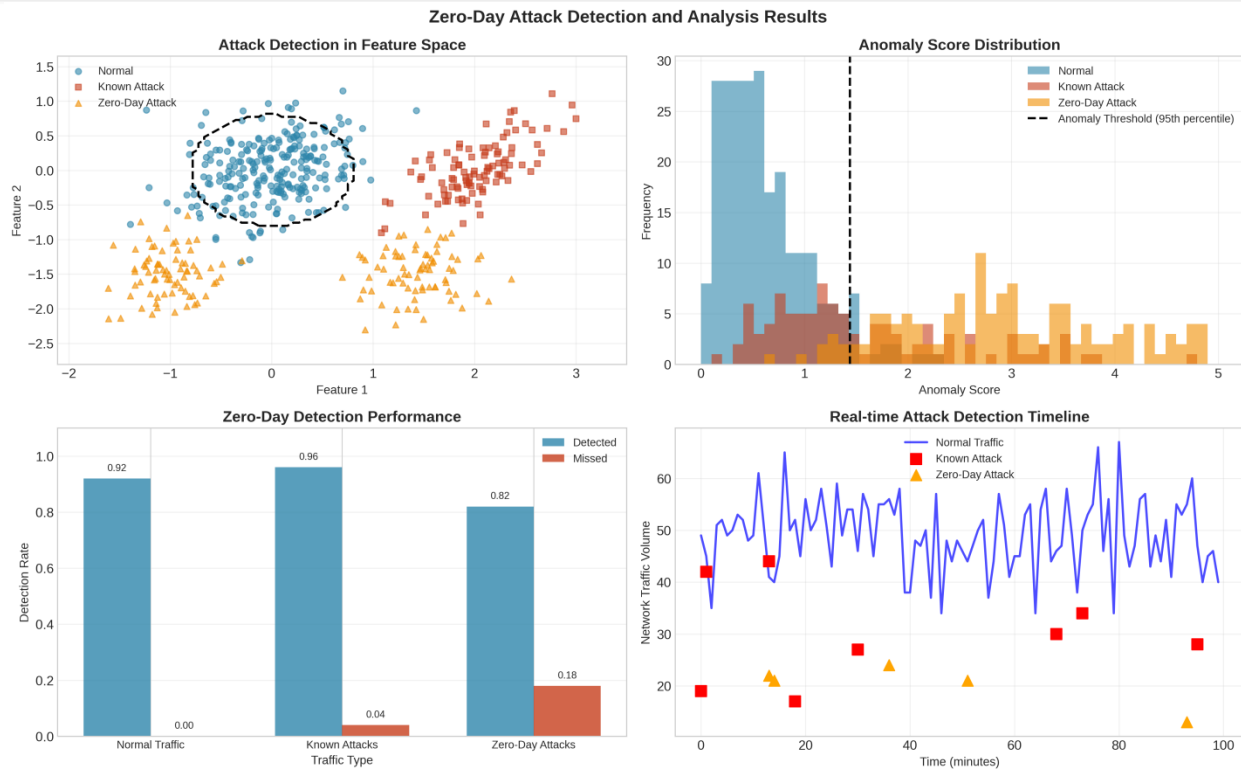 Zero-Day Attack Detection and Analysis Results
Attack Detection in Feature Space
Normal
Known Attack
Zero-Day Attack
1.5
1.0
0.5
0.0
−0.5
−1.0
−1.5
−2.0
−2.5
Feature 2
−2
−1
0
1
2
3
Feature 1
Anomaly Score Distribution
Normal
Known Attack
Zero-Day Attack
Anomaly Threshold (95th percentile)
30
25
20
15
10
5
0
Frequency
0
1
2
3
4
5
Anomaly Score
Zero-Day Detection Performance
Detected
Missed
1.0
0.8
0.6
0.4
0.2
0.0
Detection Rate
0.92
0.00
0.96
0.04
0.82
0.18
Normal Traffic
Known Attacks
Zero-Day Attacks
Traffic Type
Real-time Attack Detection Timeline
Normal Traffic
Known Attack
Zero-Day Attack
60
50
40
30
20
Network Traffic Volume
0
20
40
60
80
100
Time (minutes)